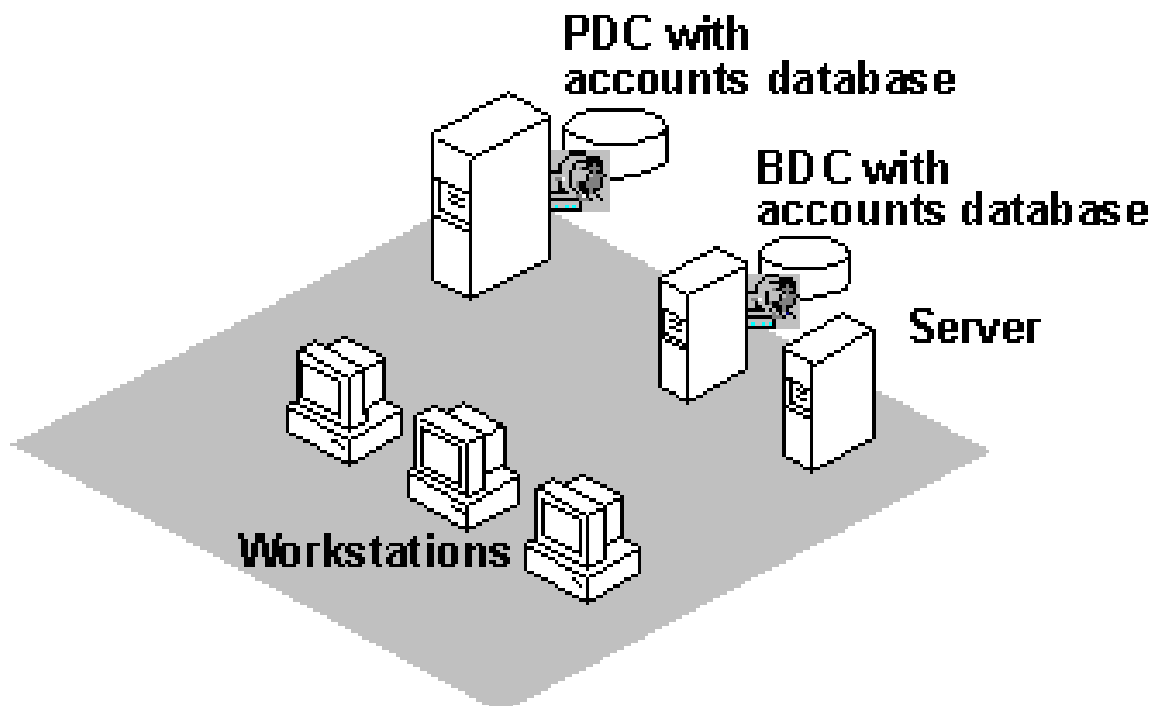 PDC with
accounts database
BDC with
accounts database
Server
Workstations